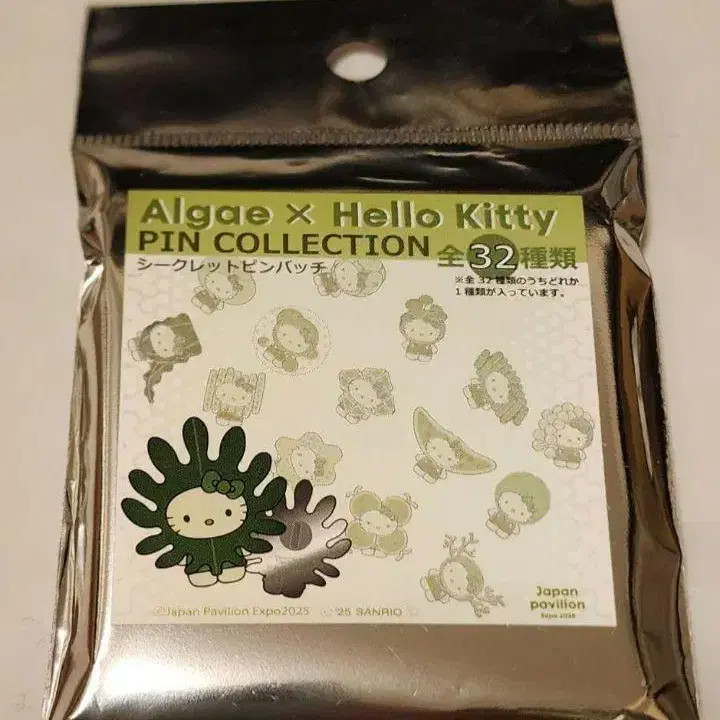 Algae × Hello Kitty
PIN COLLECTION 全32種類
シークレットピンバッチ
※全32種類のうちどれか
1種類が入っています。
©Japan Pavilion Expo2025 © '25 SANRIO
Japan
pavilion
Expo 2025